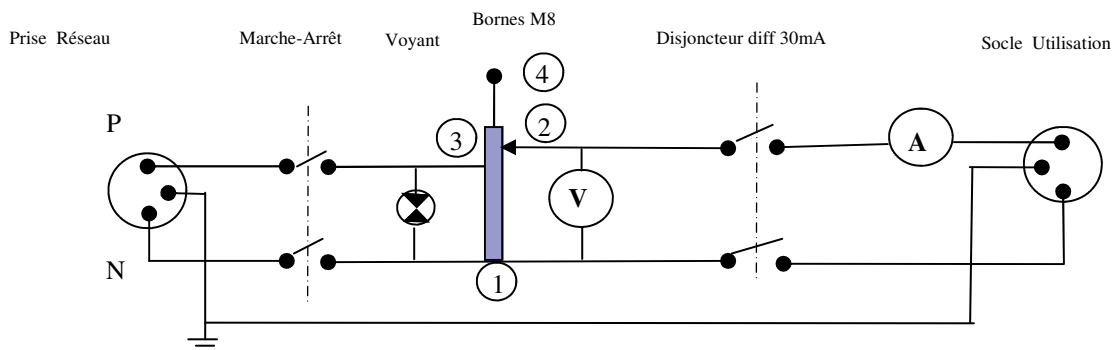 Bornes M8
Prise Réseau
Marche-Arrêt
Voyant
Disjoncteur diff 30mA
Socle Utilisation
4
P
3
2
A
V
N
1